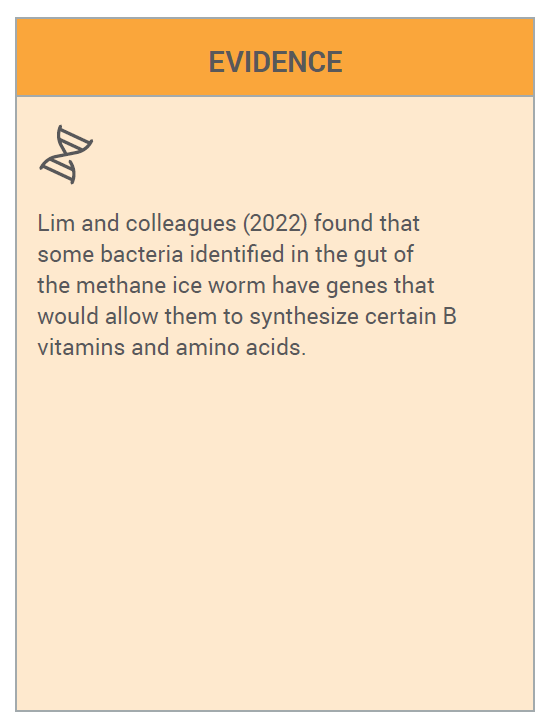 EVIDENCE
Lim and colleagues (2022) found that
some bacteria identified in the gut of
the methane ice worm have genes that
would allow them to synthesize certain B
vitamins and amino acids.